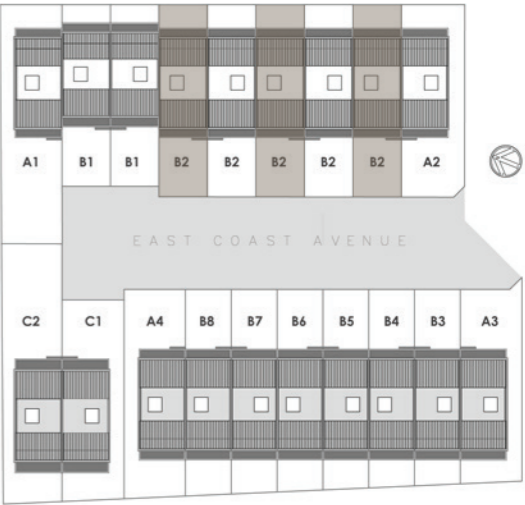 A1 B1 B1 B2 B2 B2 B2 B2 A2
EAST COAST AVENUE
C2 C1 A4 B8 B7 B6 B5 B4 B3 A3